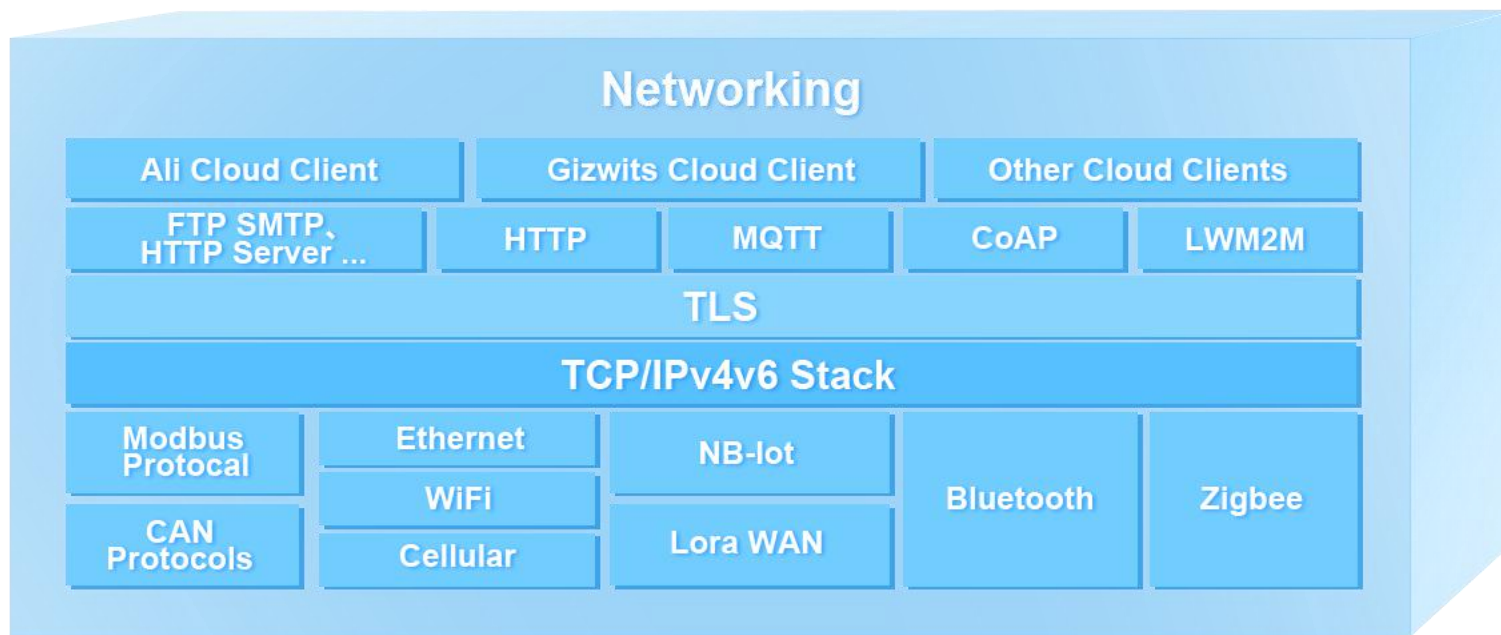 Networking
Ali Cloud Client
Gizwits Cloud Client
Other Cloud Clients
FTP SMTP、
HTTP Server ...
HTTP
MQTT
CoAP
LWM2M
TLS
TCP/IPv4v6 Stack
Modbus
Protocal
CAN
Protocols
Ethernet
WiFi
Cellular
NB-Iot
Lora WAN
Bluetooth
Zigbee